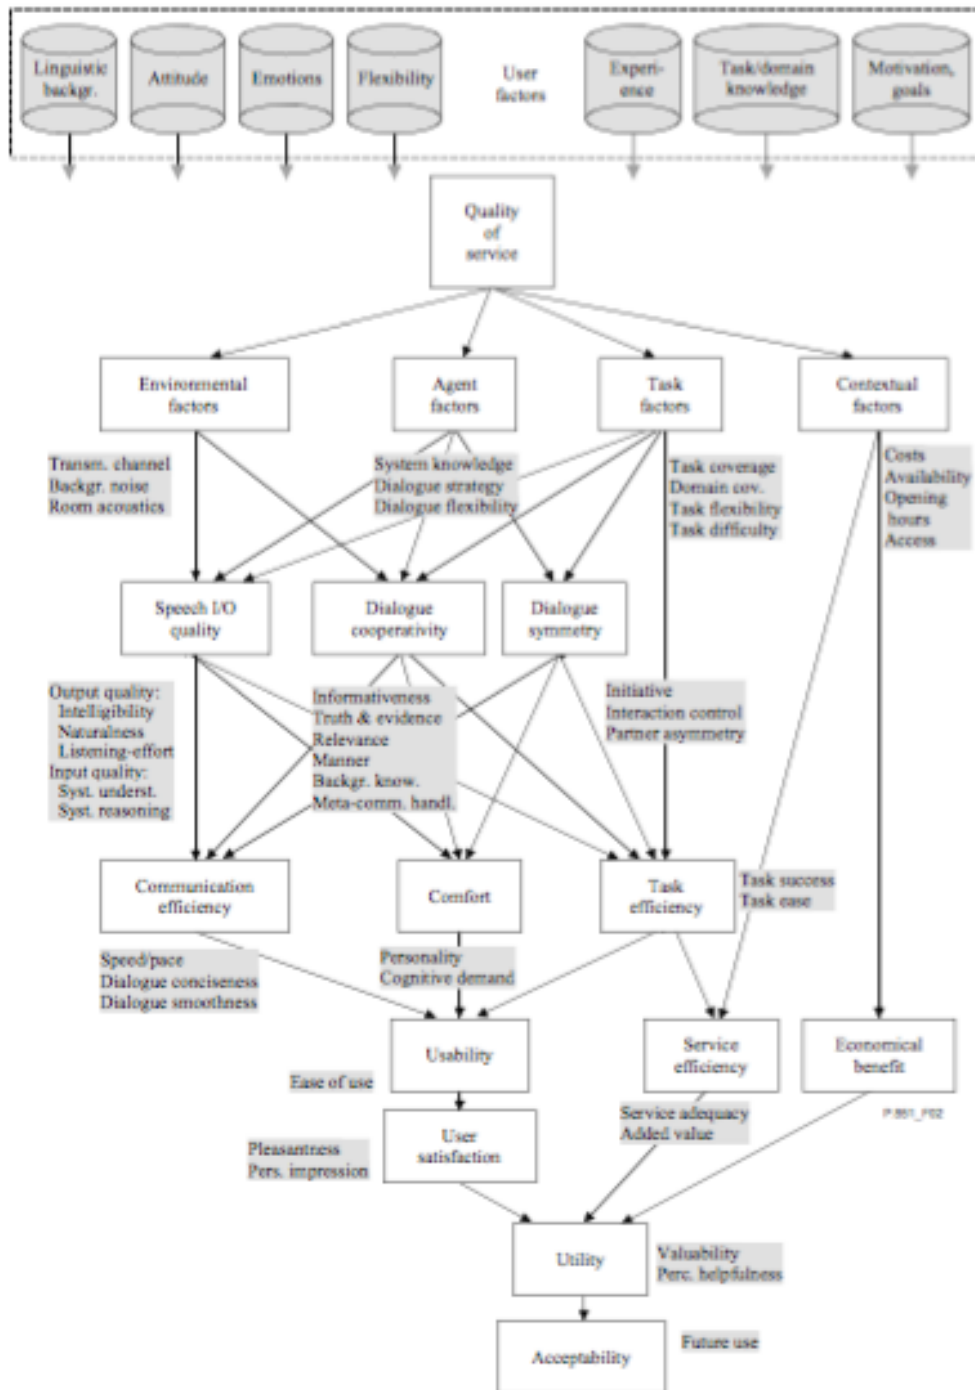 Linguistic
backgr.
Attitude
Emotions
Flexibility
User
factors
Experi-
ence
Task/domain
knowledge
Motivation,
goals
Quality
of
service
Environmental
factors
Agent
factors
Task
factors
Contextual
factors
Transm. channel
Backgr. noise
Room acoustics
System knowledge
Dialogue strategy
Dialogue flexibility
Task coverage
Domain cov.
Task flexibility
Task difficulty
Costs
Availability
Opening
hours
Access
Speech I/O
quality
Dialogue
cooperativity
Dialogue
symmetry
Output quality:
Intelligibility
Naturalness
Listening-effort
Input quality:
Syst. underst.
Syst. reasoning
Informativeness
Truth & evidence
Relevance
Manner
Backgr. know.
Meta-comm. handl.
Initiative
Interaction control
Partner asymmetry
Communication
efficiency
Comfort
Task
efficiency
Task success
Task ease
Speed/pace
Dialogue conciseness
Dialogue smoothness
Personality
Cognitive demand
Usability
Service
efficiency
Economical
benefit
Ease of use
P.851_F02
Service adequacy
Added value
User
satisfaction
Pleasantness
Pers. impression
Utility
Valuability
Perc. helpfulness
Acceptability
Future use